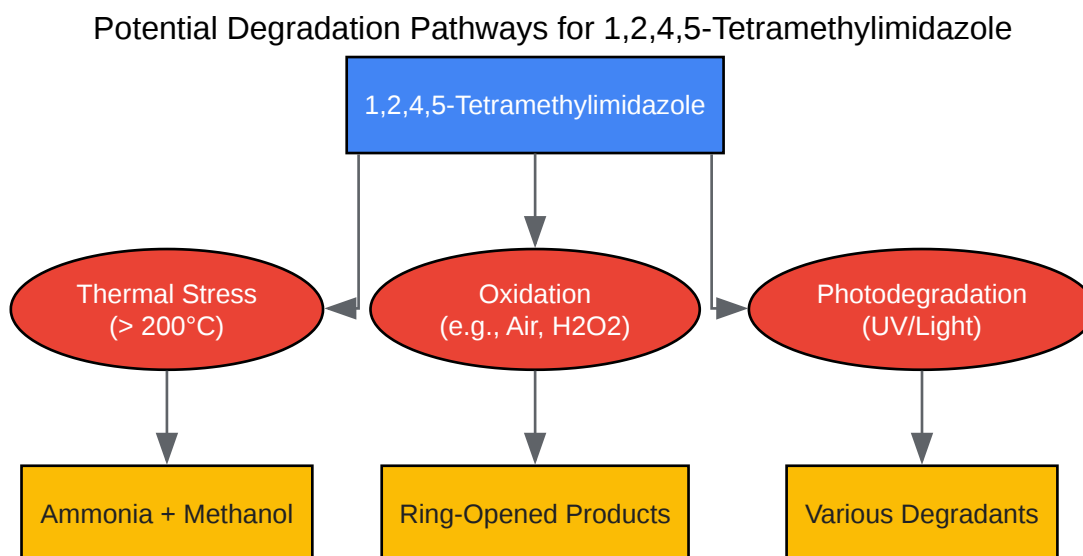 Potential Degradation Pathways for 1,2,4,5-Tetramethylimidazole
1,2,4,5-Tetramethylimidazole
Thermal Stress
(> 200°C)
Oxidation
(e.g., Air, H2O2)
Photodegradation
(UV/Light)
Ammonia + Methanol
Ring-Opened Products
Various Degradants